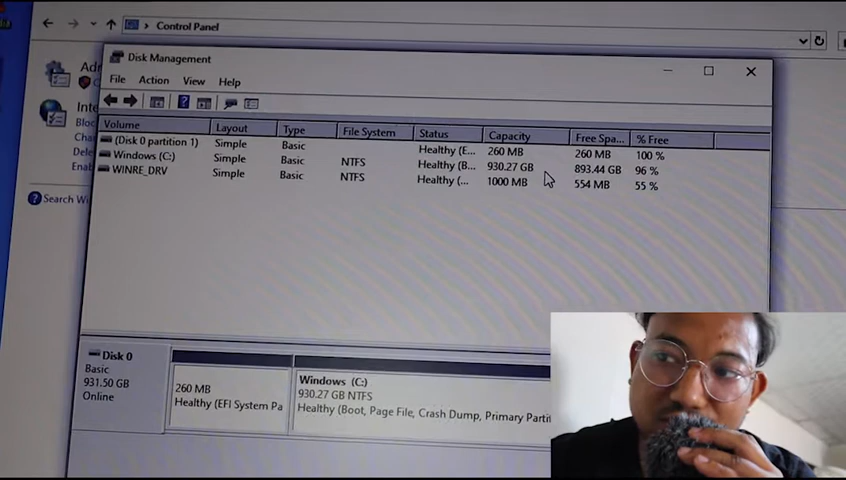 Control Panel
Disk Management
File Action View Help
Volume Layout Type File System Status Capacity Free Spa... % Free
(Disk 0 partition 1) Simple Basic Healthy (E... 260 MB 260 MB 100 %
Windows (C:) Simple Basic NTFS Healthy (B... 930.27 GB 893.44 GB 96 %
WINRE_DRV Simple Basic NTFS Healthy (... 1000 MB 554 MB 55 %
Search Wi
Disk 0
Basic
931.50 GB
Online
260 MB
Healthy (EFI System Pa
Windows (C:)
930.27 GB NTFS
Healthy (Boot, Page File, Crash Dump, Primary Partit